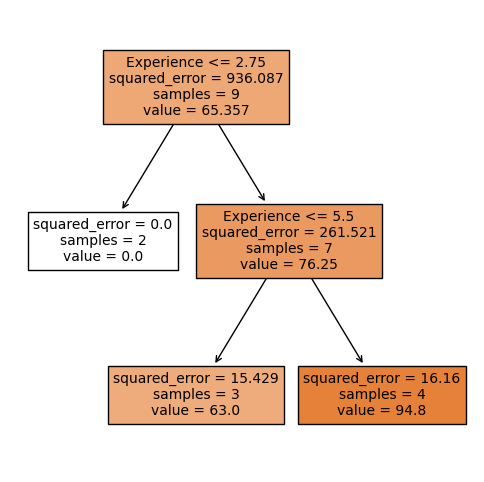 Experience <= 2.75
squared_error = 936.087
samples = 9
value = 65.357
squared_error = 0.0
samples = 2
value = 0.0
Experience <= 5.5
squared_error = 261.521
samples = 7
value = 76.25
squared_error = 15.429
samples = 3
value = 63.0
squared_error = 16.16
samples = 4
value = 94.8